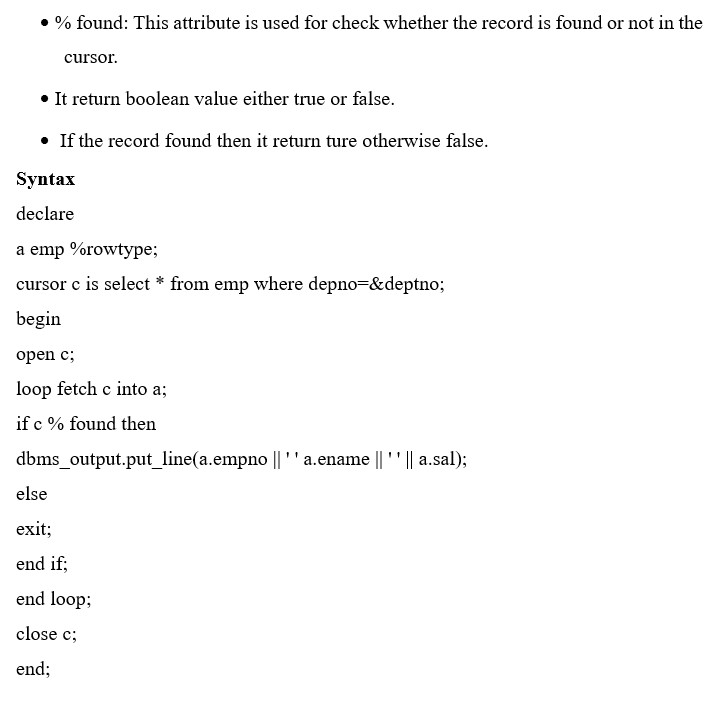 • % found: This attribute is used for check whether the record is found or not in the
cursor.
• It return boolean value either true or false.
• If the record found then it return ture otherwise false.
Syntax
declare
a emp %rowtype;
cursor c is select * from emp where depno=&deptno;
begin
open c;
loop fetch c into a;
if c % found then
dbms_output.put_line(a.empno || ' ' a.ename || ' ' || a.sal);
else
exit;
end if;
end loop;
close c;
end;